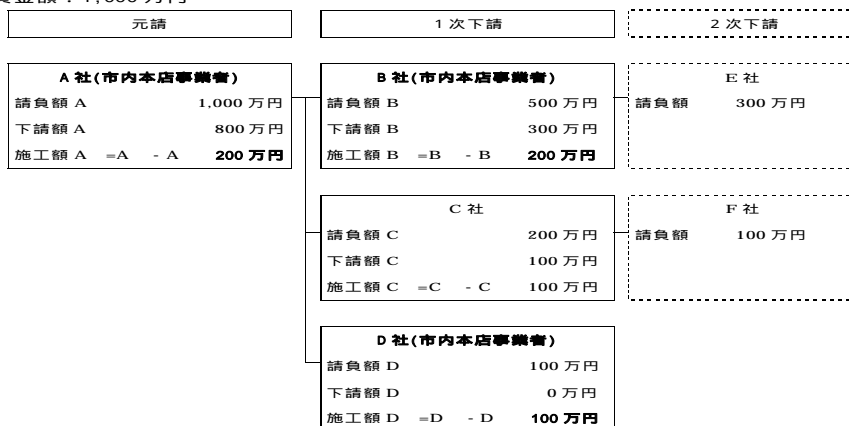 元請
1次下請
2次下請
A社(市内本店事業者)
請負額A 1,000万円
下請額A 800万円
施工額A =A - A 200万円
B社(市内本店事業者)
請負額B 500万円
下請額B 300万円
施工額B =B - B 200万円
E社
請負額 300万円
C社
請負額C 200万円
下請額C 100万円
施工額C =C - C 100万円
F社
請負額 100万円
D社(市内本店事業者)
請負額D 100万円
下請額D 0万円
施工額D =D - D 100万円